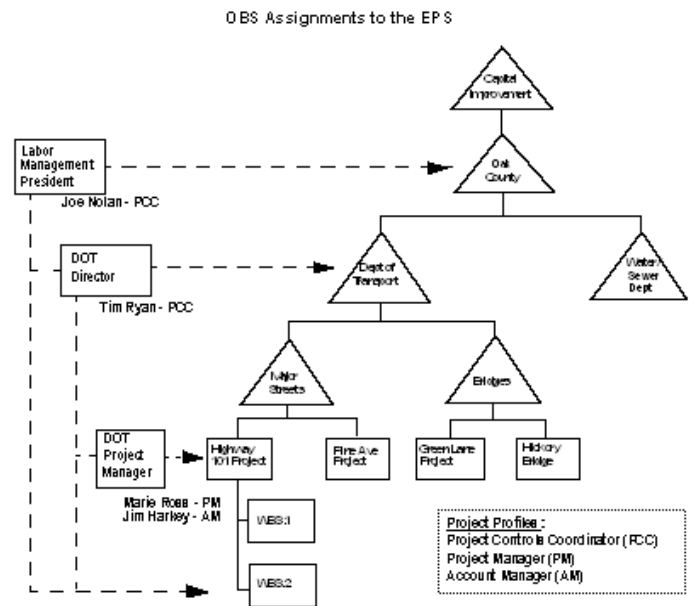 OBS Assignments to the EPS
Capital
Improvement
Labor
Management
President
Oak
County
Joe Nolan - PCC
DOT
Director
Dept of
Transport
Water/
Sewer
Dept
Tim Ryan - PCC
Major
Streets
Bridges
DOT
Project
Manager
Highway
101 Project
Pine Ave
Project
Green Lane
Project
Hickory
Bridge
Marie Ross - PM
Jim Harkey - AM
WBS:1
WBS:2
Project Profiles:
Project Controls Coordinator (PCC)
Project Manager (PM)
Account Manager (AM)